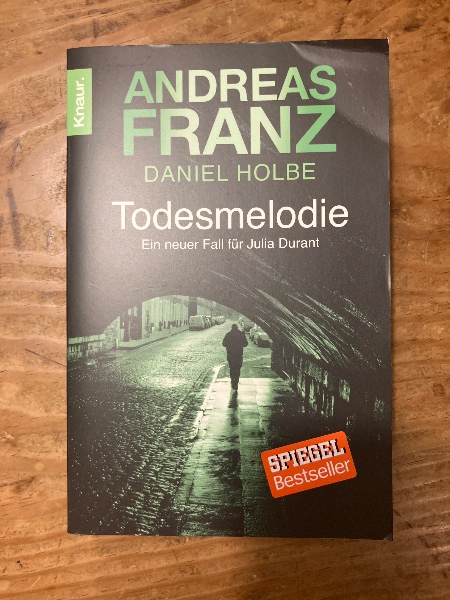 Knaur.
ANDREAS
FRANZ
DANIEL HOLBE
Todesmelodie
Ein neuer Fall für Julia Durant
SPIEGEL
Bestseller